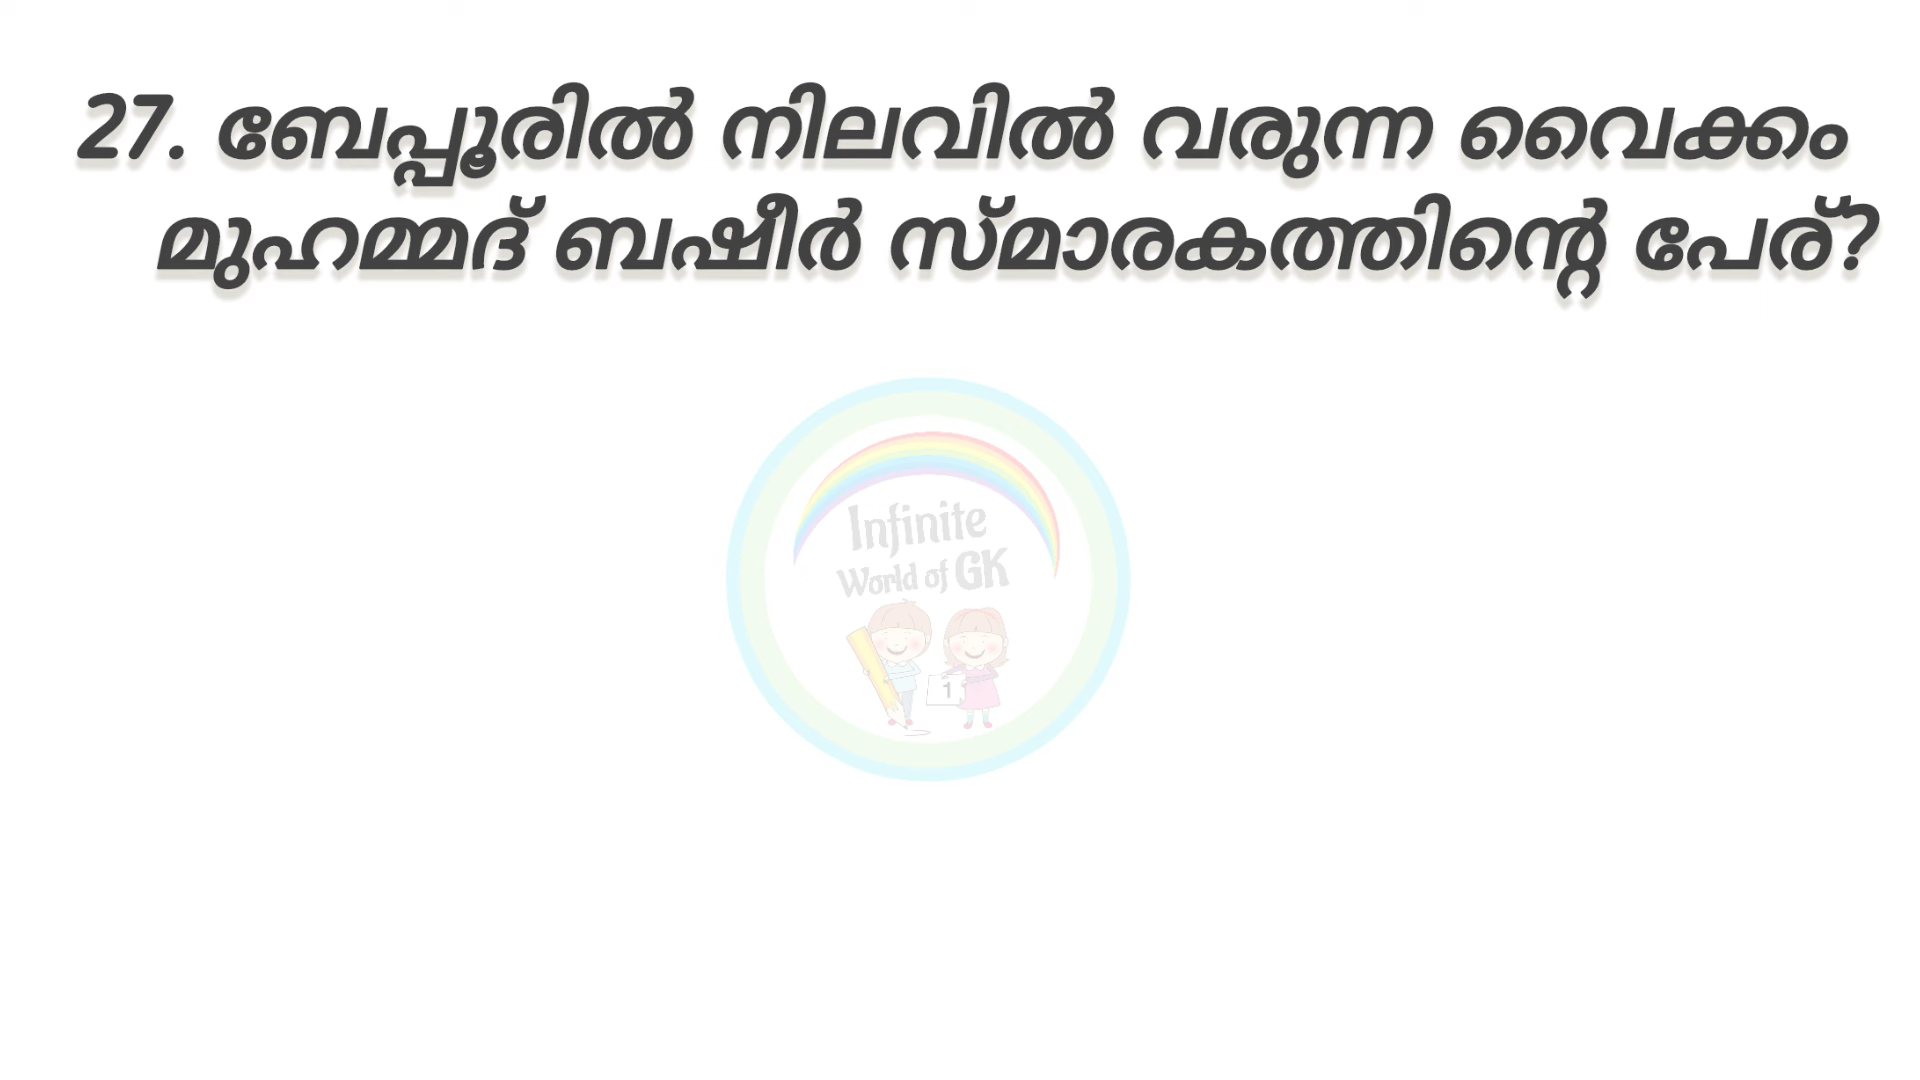 27. ബേപ്പൂരിൽ നിലവിൽ വരുന്ന വൈക്കം
മുഹമ്മദ് ബഷീർ സ്മാരകത്തിന്റെ പേര്?
Infinite
World of GK
1